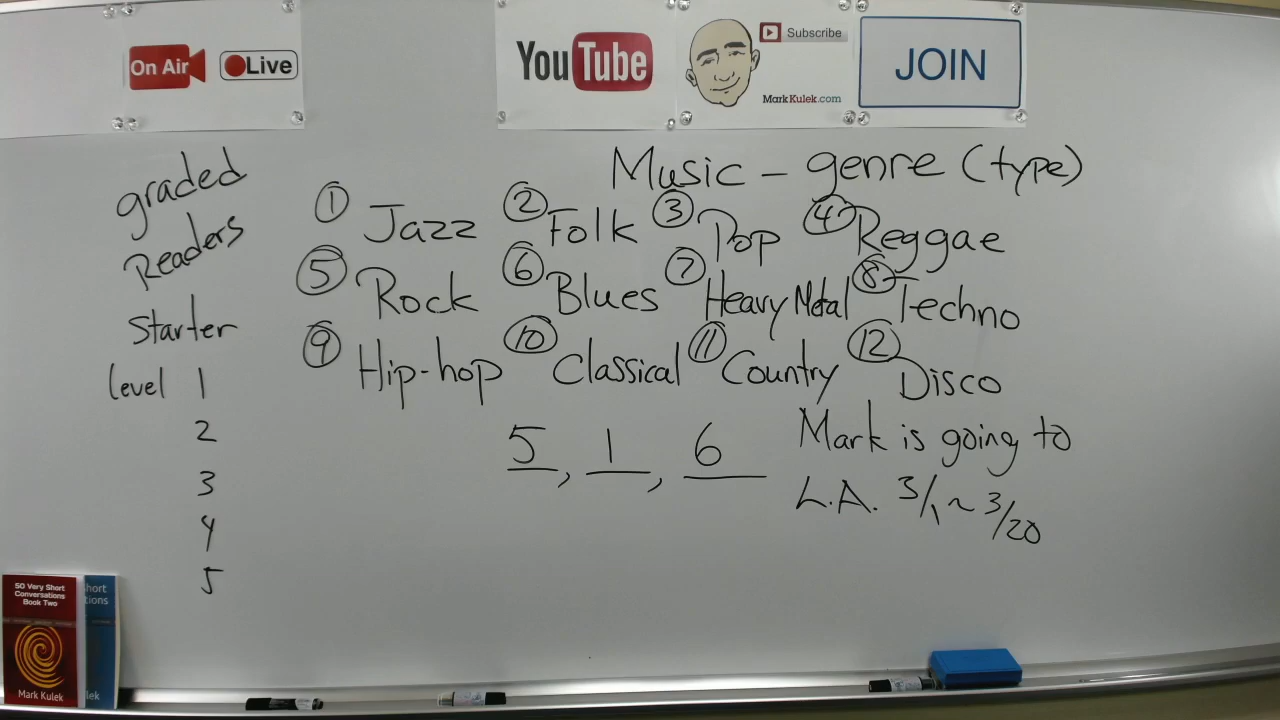 On Air
Live
YouTube
Subscribe
MarkKulek.com
JOIN
graded
Readers
Starter
level 1
2
3
4
5
Music - genre (type)
① Jazz ② Folk ③ Pop ④ Reggae
⑤ Rock ⑥ Blues ⑦ Heavy Metal ⑧ Techno
⑨ Hip-hop ⑩ Classical ⑪ Country ⑫ Disco
5, 1, 6
Mark is going to
L.A. 3/1 ~ 3/20
50 Very Short
Conversations
Book Two
Mark Kulek
hort
tions
lek